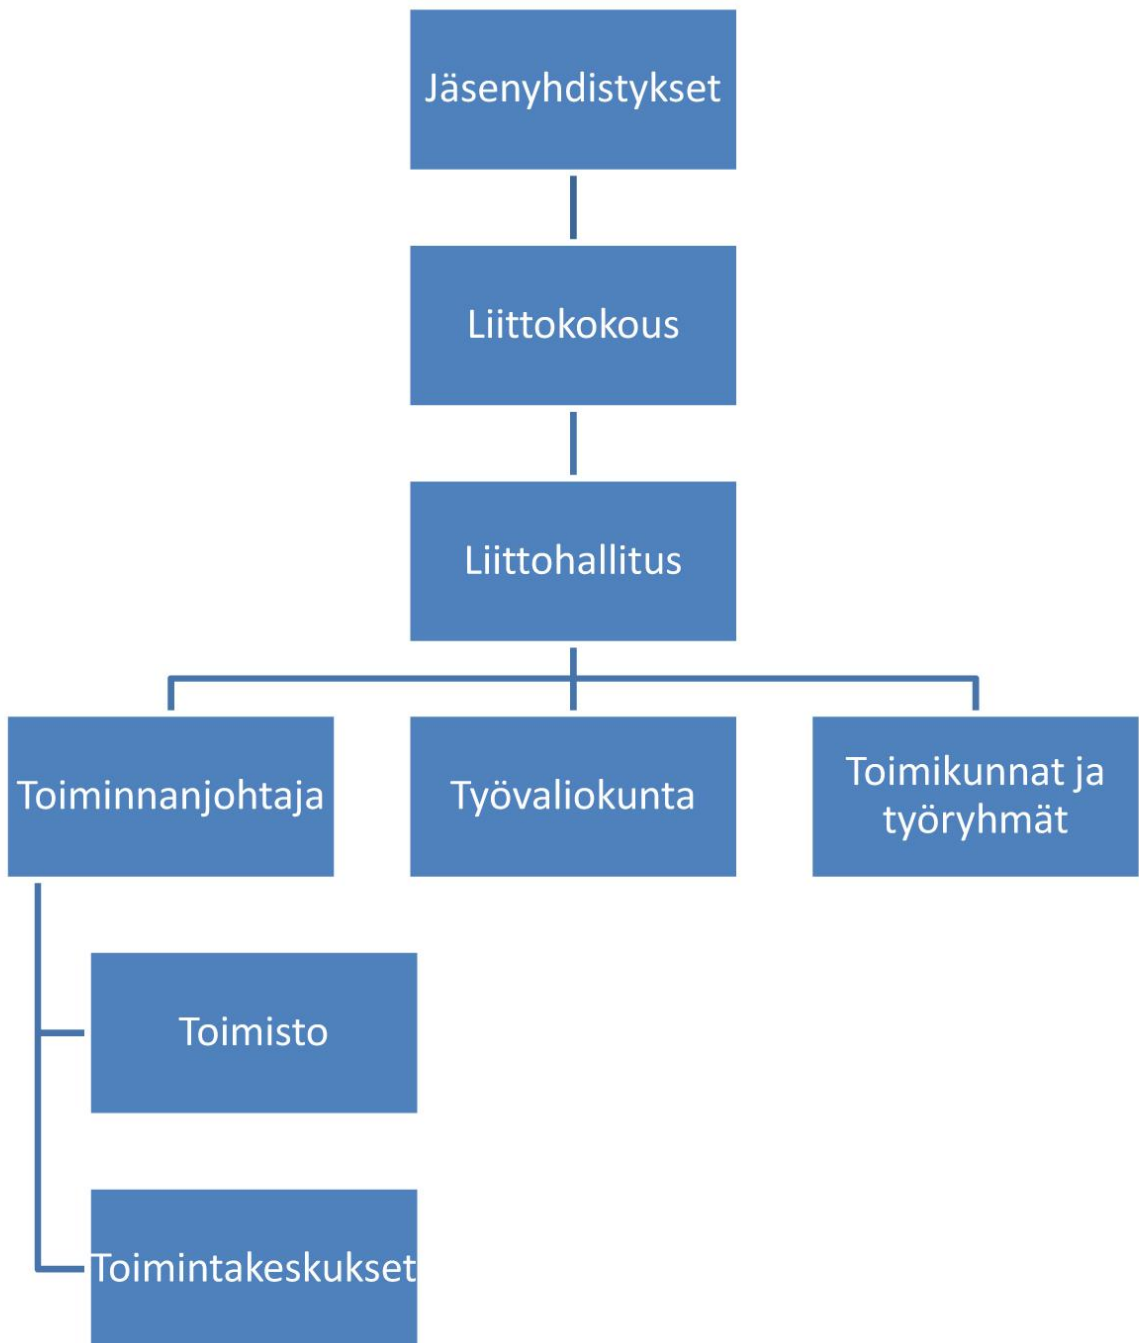 Jäsenyhdistykset
Liittokokous
Liittohallitus
Toiminnanjohtaja
Työvaliokunta
Toimikunnat ja
työryhmät
Toimisto
Toimintakeskukset